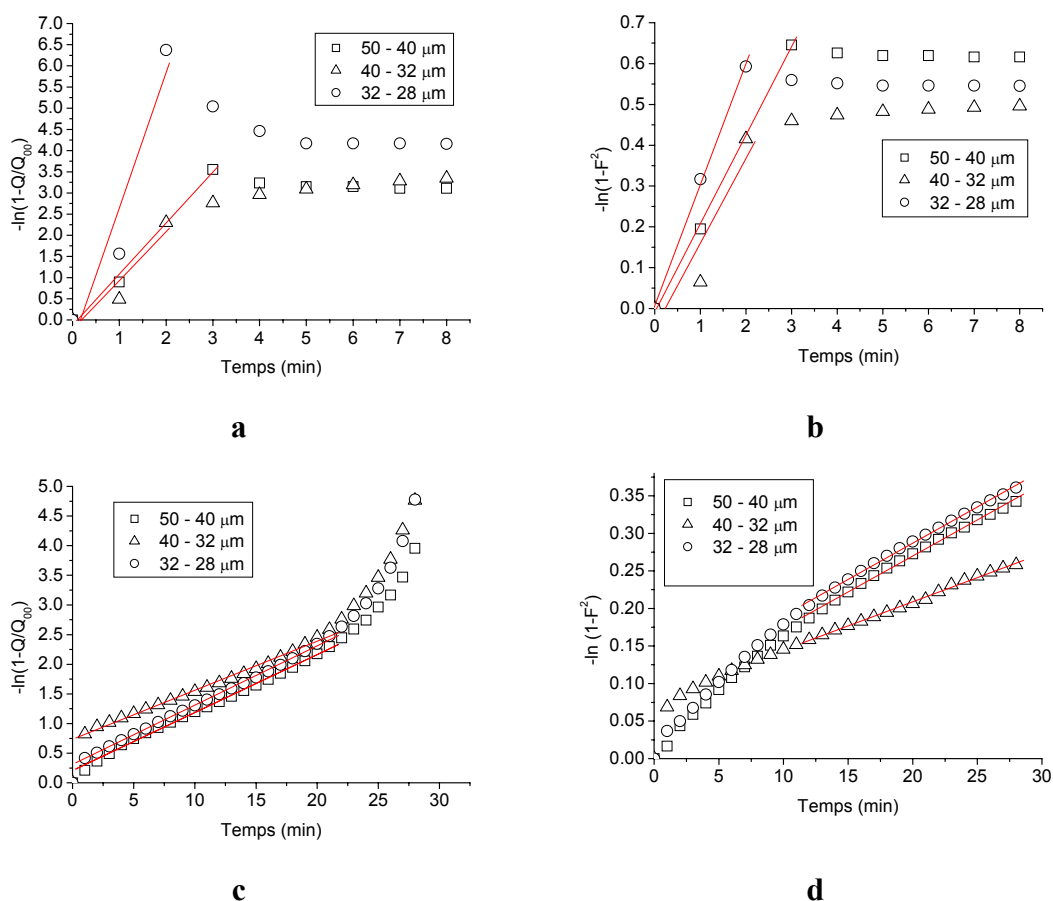 7.0
6.5
6.0
5.5
5.0
4.5
4.0
3.5
3.0
2.5
2.0
1.5
1.0
0.5
0.0
-ln(1-Q/Q00)
50 - 40 μm
40 - 32 μm
32 - 28 μm
0 1 2 3 4 5 6 7 8
Temps (min)
a
0.7
0.6
0.5
0.4
0.3
0.2
0.1
0.0
-ln(1-F²)
50 - 40 μm
40 - 32 μm
32 - 28 μm
0 1 2 3 4 5 6 7 8
Temps (min)
b
5.0
4.5
4.0
3.5
3.0
2.5
2.0
1.5
1.0
0.5
0.0
-ln(1-Q/Q00)
50 - 40 μm
40 - 32 μm
32 - 28 μm
0 5 10 15 20 25 30
Temps (min)
c
0.35
0.30
0.25
0.20
0.15
0.10
0.05
0.00
-ln (1-F²)
50 - 40 μm
40 - 32 μm
32 - 28 μm
0 5 10 15 20 25 30
Temps (min)
d